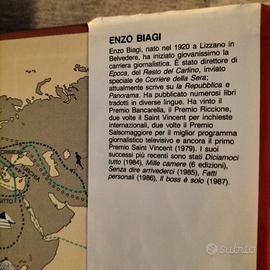 ENZO BIAGI
Enzo Biagi, nato nel 1920 a Lizzano in
Belvedere, ha iniziato giovanissimo la
carriera giornalistica. È stato direttore di
Epoca, del Resto del Carlino, inviato
speciale de Corriere della Sera;
attualmente scrive su la Repubblica e
Panorama. Ha pubblicato numerosi libri
tradotti in diverse lingue. Ha vinto il
Premio Bancarella, il Premio Riccione,
due volte il Saint Vincent per inchieste
internazionali, due volte il Premio
Salsomaggiore per il miglior programma
giornalistico televisivo e ancora il primo
Premio Saint Vincent (1979). I suoi
successi più recenti sono stati Diciamoci
tutto (1984), Mille camere (6 edizioni),
Senza dire arrivederci (1985), Fatti
personali (1986), Il boss è solo (1987).
subito